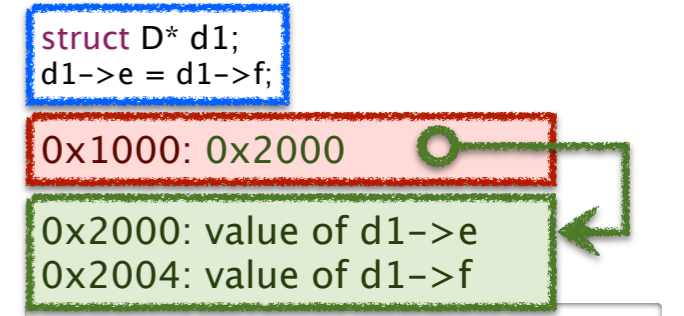 struct D* d1;
d1->e = d1->f;
0x1000: 0x2000
0x2000: value of d1->e
0x2004: value of d1->f